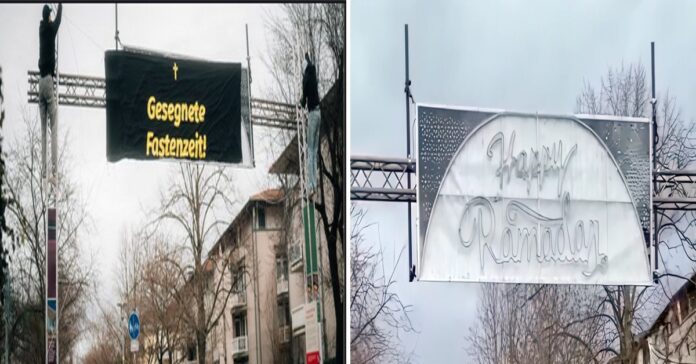 Gesegnete
Fastenzeit!
Happy
Ramadan